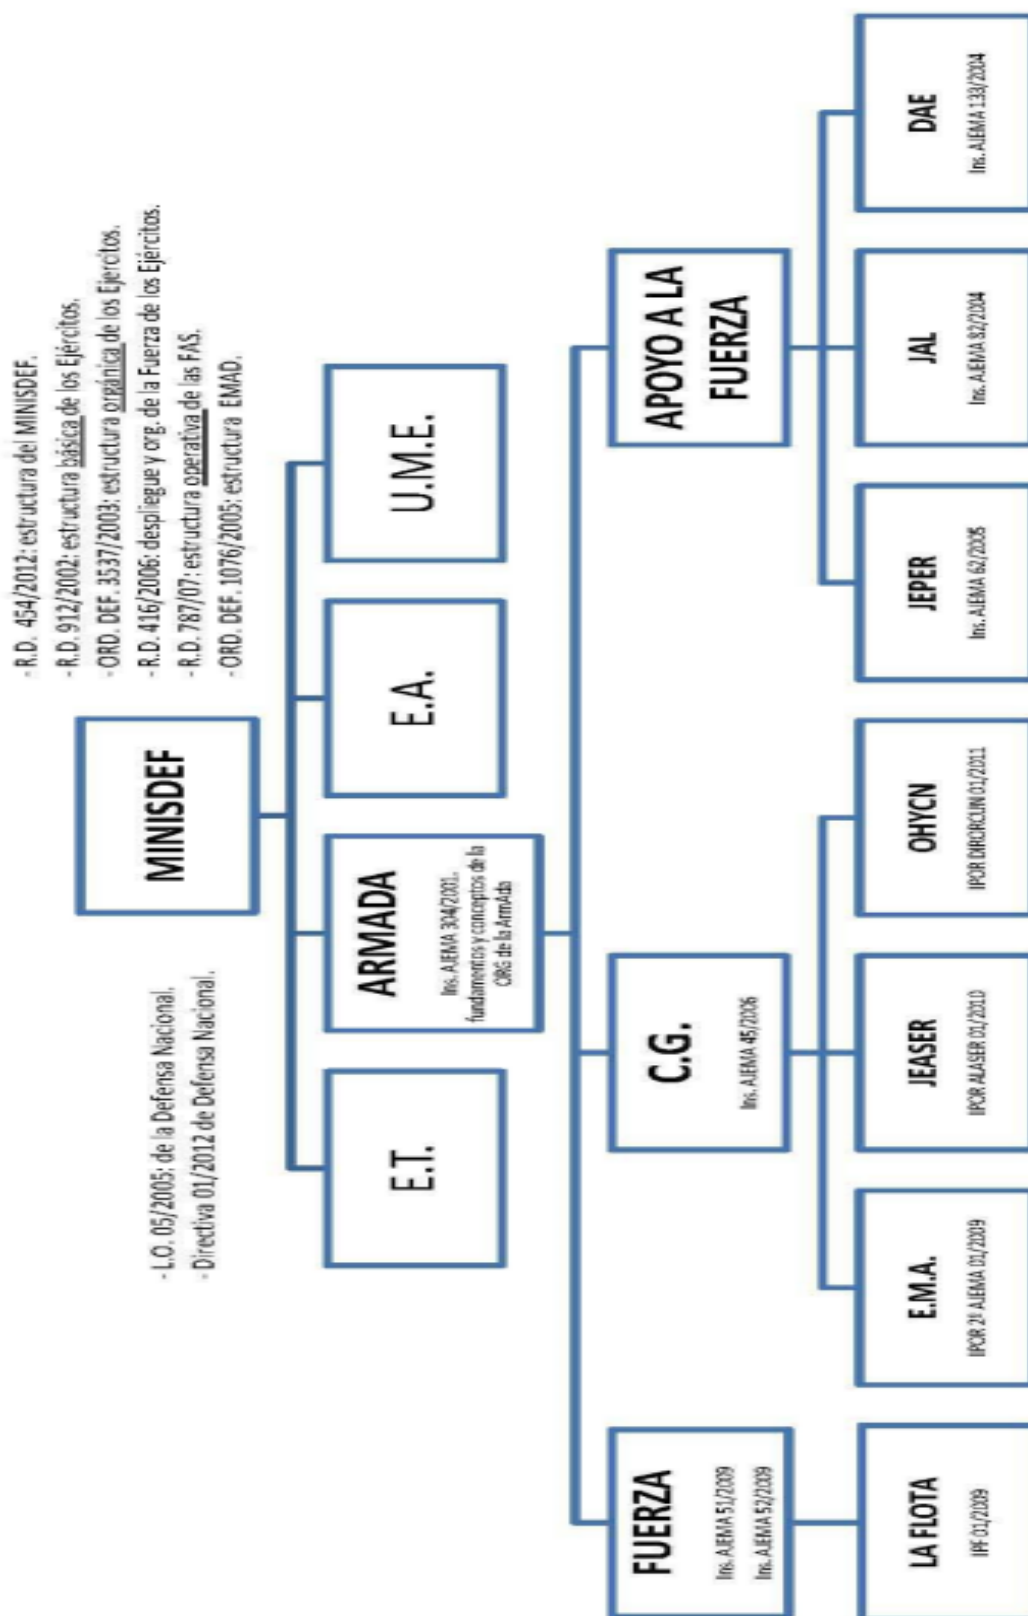 - L.O. 05/2005: de la Defensa Nacional.
- Directiva 01/2012 de Defensa Nacional.
MINISDEF
- R.D. 454/2012: estructura del MINISDEF.
- R.D. 912/2002: estructura básica de los Ejércitos.
- ORD. DEF. 3537/2003: estructura orgánica de los Ejercitos.
- R.D. 416/2006: despliegue y org. de la Fuerza de los Ejércitos.
- R.D. 787/07: estructura operativa de las FAS.
- ORD. DEF. 1076/2005: estructura EMAD.
E.T.
ARMADA
Ins. AJEMA 304/2001.
fundamentos y conceptos de la
ORG de la ArmAda
E.A.
U.M.E.
FUERZA
Ins. AJEMA 51/2009
Ins. AJEMA 52/2009
C.G.
Ins. AJEMA 45/2006
APOYO A LA
FUERZA
LA FLOTA
IPF 01/2009
E.M.A.
IPOR 2º AJEMA 01/2009
JEASER
IPOR ALASER 01/2010
OHYCN
IPOR DIRORCUN 01/2011
JEPER
Ins. AJEMA 62/2005
JAL
Ins. AJEMA 82/2004
DAE
Ins. AJEMA 133/2004